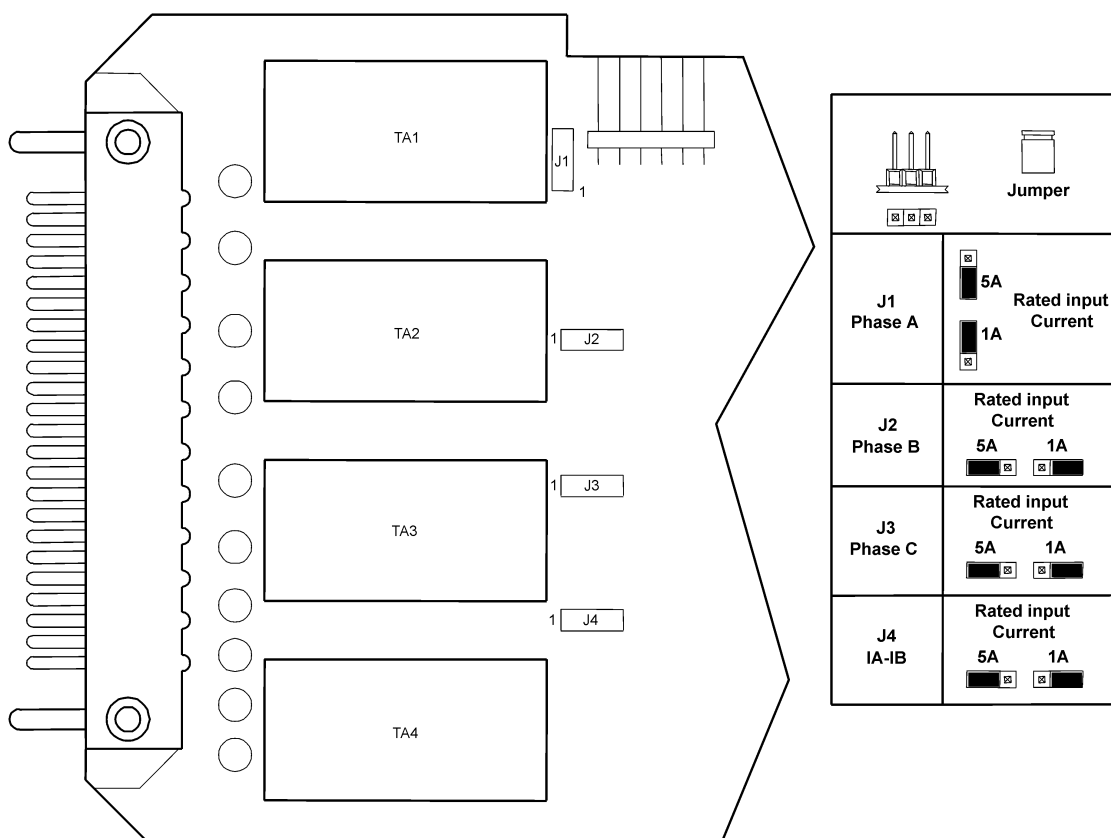 TA1
J1
1
TA2
1 J2
TA3
1 J3
1 J4
TA4
Jumper
J1
Phase A
5A
1A
Rated input
Current
J2
Phase B
Rated input
Current
5A 1A
J3
Phase C
Rated input
Current
5A 1A
J4
IA-IB
Rated input
Current
5A 1A